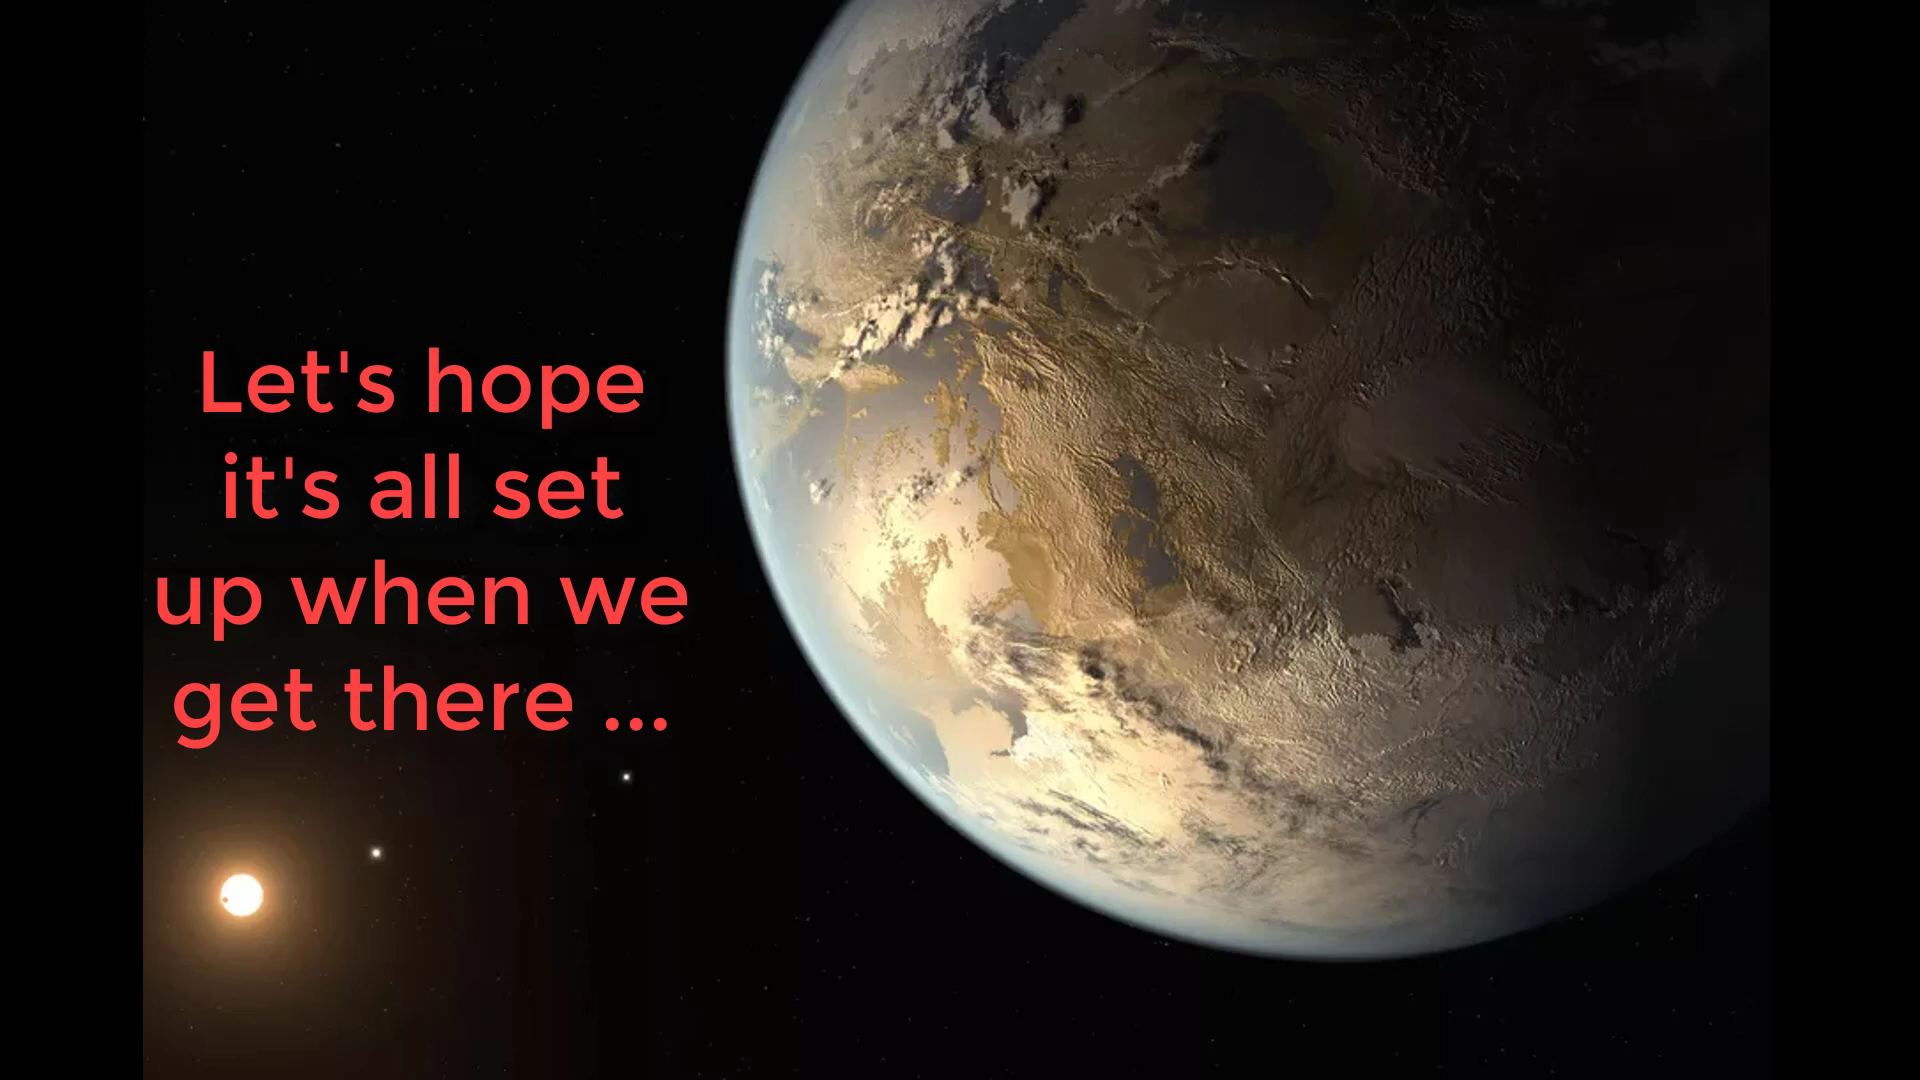 Let's hope
it's all set
up when we
get there ...